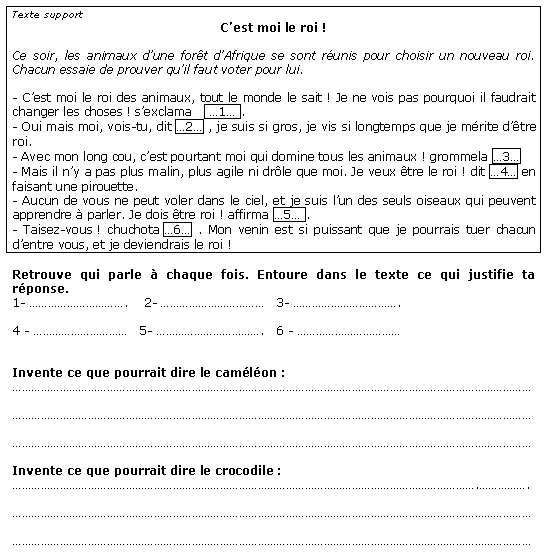 Texte support
C'est moi le roi !
Ce soir, les animaux d'une forêt d'Afrique se sont réunis pour choisir un nouveau roi.
Chacun essaie de prouver qu'il faut voter pour lui.
- C'est moi le roi des animaux, tout le monde le sait ! Je ne vois pas pourquoi il faudrait
changer les choses ! s'exclama ...1... .
- Oui mais moi, vois-tu, dit ...2... , je suis si gros, je vis si longtemps que je mérite d'être
roi.
- Avec mon long cou, c'est pourtant moi qui domine tous les animaux ! grommela ...3...
- Mais il n'y a pas plus malin, plus agile ni drôle que moi. Je veux être le roi ! dit ...4... en
faisant une pirouette.
- Aucun de vous ne peut voler dans le ciel, et je suis l'un des seuls oiseaux qui peuvent
apprendre à parler. Je dois être roi ! affirma ...5... .
- Taisez-vous ! chuchota ...6... . Mon venin est si puissant que je pourrais tuer chacun
d'entre vous, et je deviendrais le roi !
Retrouve qui parle à chaque fois. Entoure dans le texte ce qui justifie ta
réponse.
1- ................................. 2- .................................... 3- .....................................
4 - ................................ 5- ..................................... 6 - ...................................
Invente ce que pourrait dire le caméléon :
Invente ce que pourrait dire le crocodile :